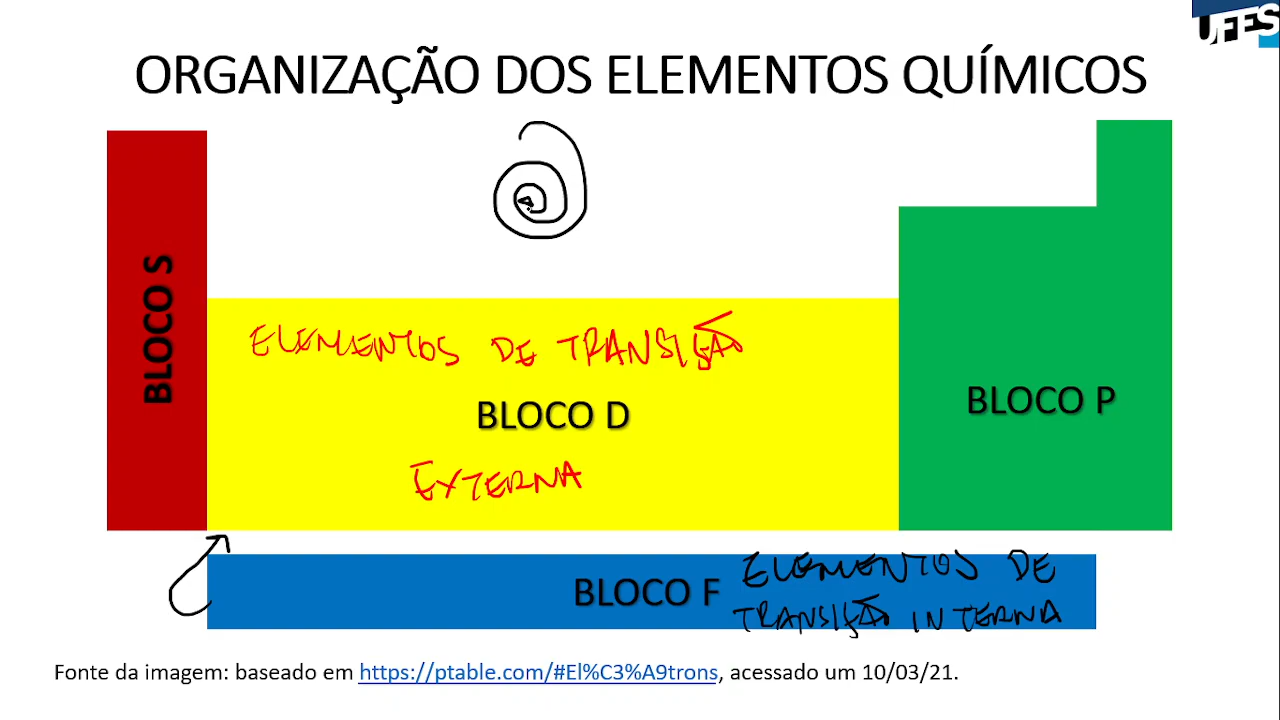 UFES
ORGANIZAÇÃO DOS ELEMENTOS QUÍMICOS
BLOCO S
ELEMENTOS DE TRANSIÇÃO
BLOCO D
EXTERNA
BLOCO P
BLOCO F
ELEMENTOS DE
TRANSIÇÃO INTERNA
Fonte da imagem: baseado em https://ptable.com/#El%C3%A9trons, acessado um 10/03/21.